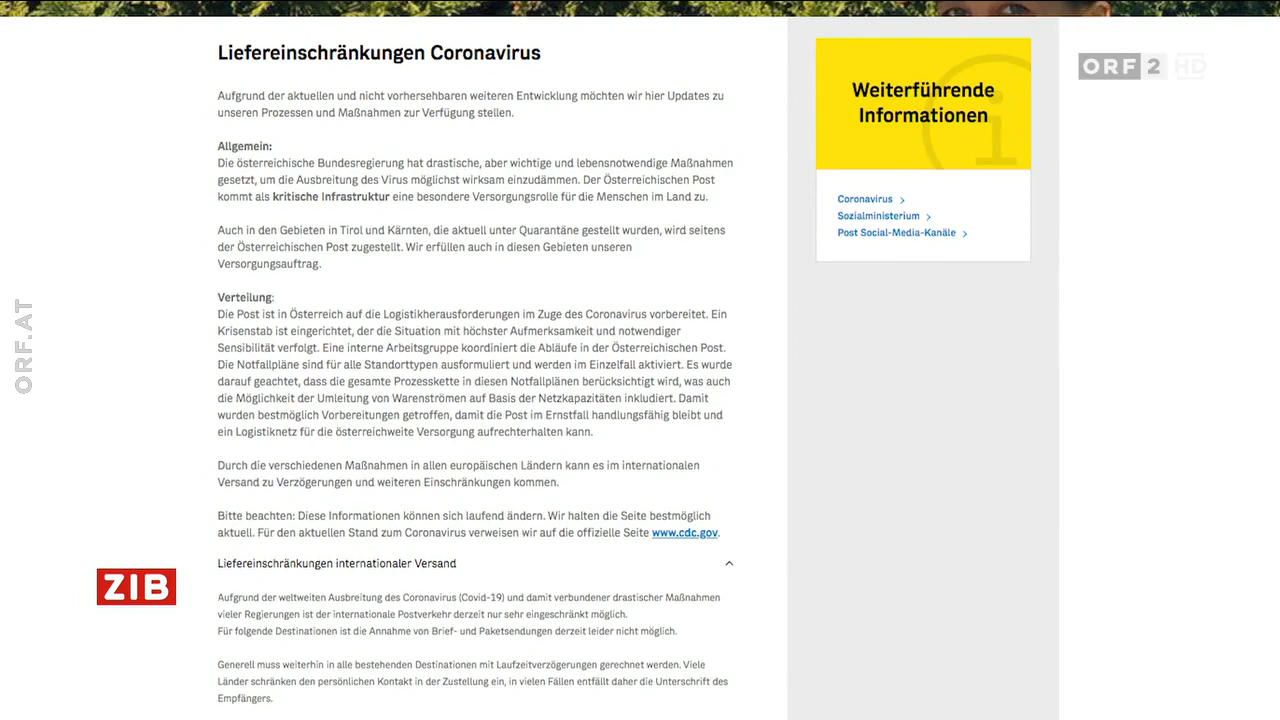 Liefereinschränkungen Coronavirus
Aufgrund der aktuellen und nicht vorhersehbaren weiteren Entwicklung möchten wir hier Updates zu
unseren Prozessen und Maßnahmen zur Verfügung stellen.
Allgemein:
Die österreichische Bundesregierung hat drastische, aber wichtige und lebensnotwendige Maßnahmen
gesetzt, um die Ausbreitung des Virus möglichst wirksam einzudämmen. Der Österreichischen Post
kommt als kritische Infrastruktur eine besondere Versorgungsrolle für die Menschen im Land zu.
Auch in den Gebieten in Tirol und Kärnten, die aktuell unter Quarantäne gestellt wurden, wird seitens
der Österreichischen Post zugestellt. Wir erfüllen auch in diesen Gebieten unseren
Versorgungsauftrag.
Verteilung:
Die Post ist in Österreich auf die Logistikherausforderungen im Zuge des Coronavirus vorbereitet. Ein
Krisenstab ist eingerichtet, der die Situation mit höchster Aufmerksamkeit und notwendiger
Sensibilität verfolgt. Eine interne Arbeitsgruppe koordiniert die Abläufe in der Österreichischen Post.
Die Notfallpläne sind für alle Standorttypen ausformuliert und werden im Einzelfall aktiviert. Es wurde
darauf geachtet, dass die gesamte Prozesskette in diesen Notfallplänen berücksichtigt wird, was auch
die Möglichkeit der Umleitung von Warenströmen auf Basis der Netzkapazitäten inkludiert. Damit
wurden bestmöglich Vorbereitungen getroffen, damit die Post im Ernstfall handlungsfähig bleibt und
ein Logistiknetz für die österreichweite Versorgung aufrechterhalten kann.
Durch die verschiedenen Maßnahmen in allen europäischen Ländern kann es im internationalen
Versand zu Verzögerungen und weiteren Einschränkungen kommen.
Bitte beachten: Diese Informationen können sich laufend ändern. Wir halten die Seite bestmöglich
aktuell. Für den aktuellen Stand zum Coronavirus verweisen wir auf die offizielle Seite www.cdc.gov.
Liefereinschränkungen internationaler Versand
Aufgrund der weltweiten Ausbreitung des Coronavirus (Covid-19) und damit verbundener drastischer Maßnahmen
vieler Regierungen ist der internationale Postverkehr derzeit nur sehr eingeschränkt möglich.
Für folgende Destinationen ist die Annahme von Brief- und Paketsendungen derzeit leider nicht möglich.
Generell muss weiterhin in alle bestehenden Destinationen mit Laufzeitverzögerungen gerechnet werden. Viele
Länder schränken den persönlichen Kontakt in der Zustellung ein, in vielen Fällen entfällt daher die Unterschrift des
Empfängers.
Weiterführende
Informationen
Coronavirus
Sozialministerium
Post Social-Media-Kanäle
ORF 2 HD
ORF.AT
ZIB